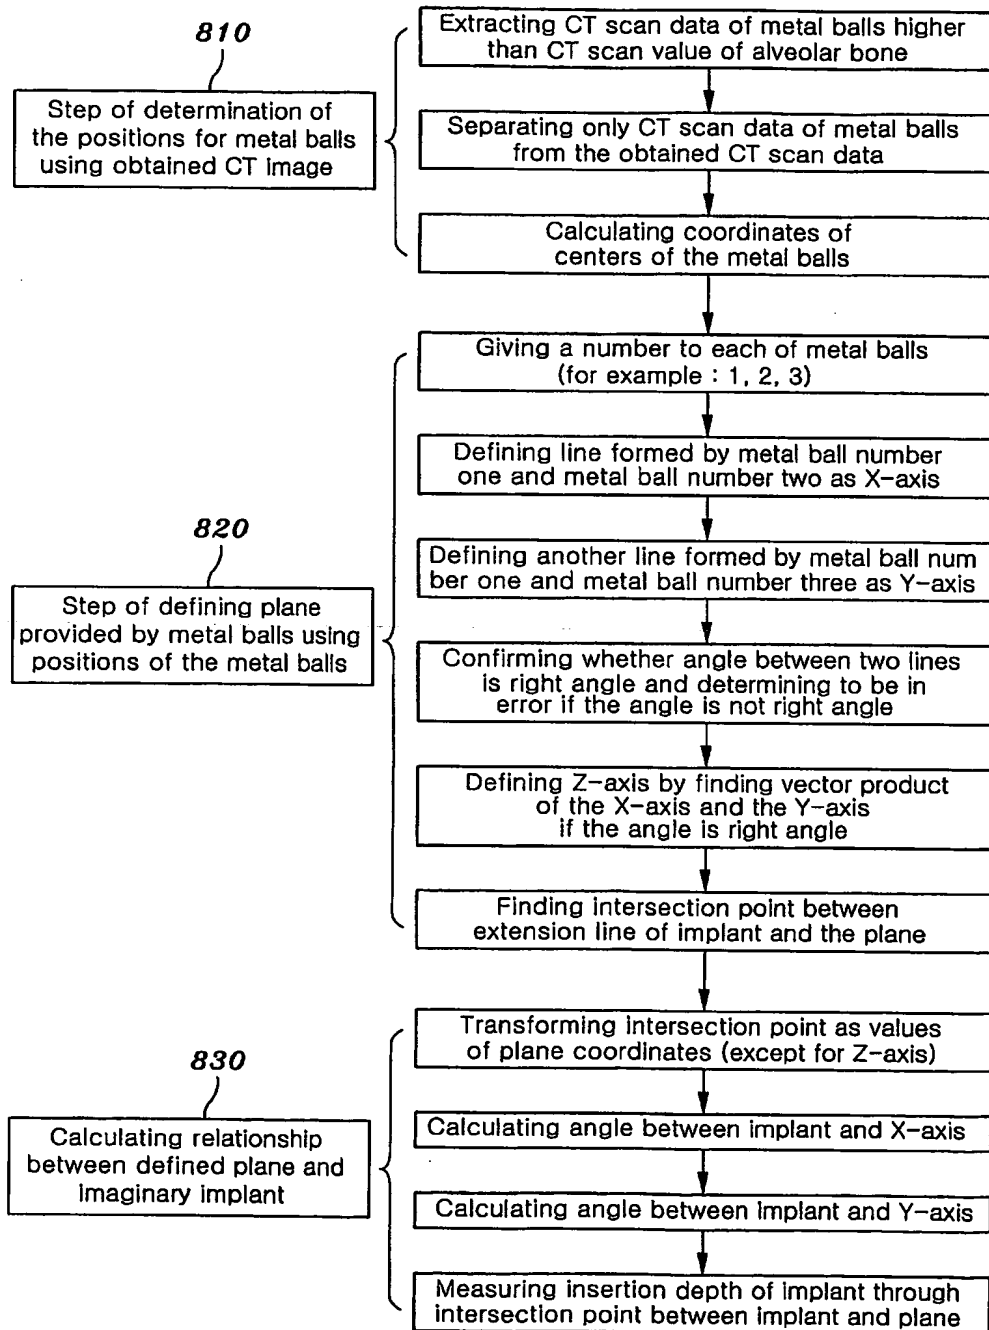 810
Step of determination of
the positions for metal balls
using obtained CT image
Extracting CT scan data of metal balls higher
than CT scan value of alveolar bone
Separating only CT scan data of metal balls
from the obtained CT scan data
Calculating coordinates of
centers of the metal balls
820
Step of defining plane
provided by metal balls using
positions of the metal balls
Giving a number to each of metal balls
(for example : 1, 2, 3)
Defining line formed by metal ball number
one and metal ball number two as X-axis
Defining another line formed by metal ball num
ber one and metal ball number three as Y-axis
Confirming whether angle between two lines
is right angle and determining to be in
error if the angle is not right angle
Defining Z-axis by finding vector product
of the X-axis and the Y-axis
if the angle is right angle
Finding intersection point between
extension line of implant and the plane
830
Calculating relationship
between defined plane and
imaginary implant
Transforming intersection point as values
of plane coordinates (except for Z-axis)
Calculating angle between implant and X-axis
Calculating angle between implant and Y-axis
Measuring insertion depth of implant through
intersection point between implant and plane